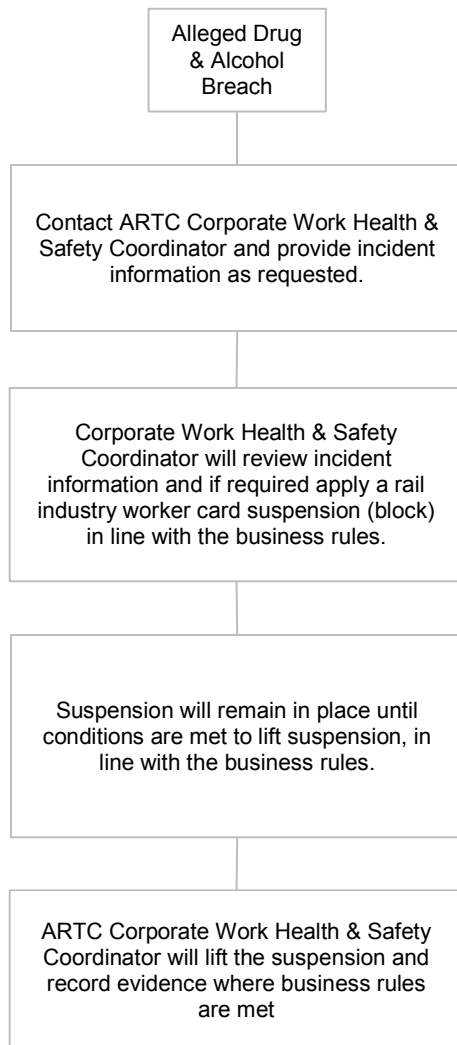 Alleged Drug
& Alcohol
Breach
Contact ARTC Corporate Work Health &
Safety Coordinator and provide incident
information as requested.
Corporate Work Health & Safety
Coordinator will review incident
information and if required apply a rail
industry worker card suspension (block)
in line with the business rules.
Suspension will remain in place until
conditions are met to lift suspension, in
line with the business rules.
ARTC Corporate Work Health & Safety
Coordinator will lift the suspension and
record evidence where business rules
are met